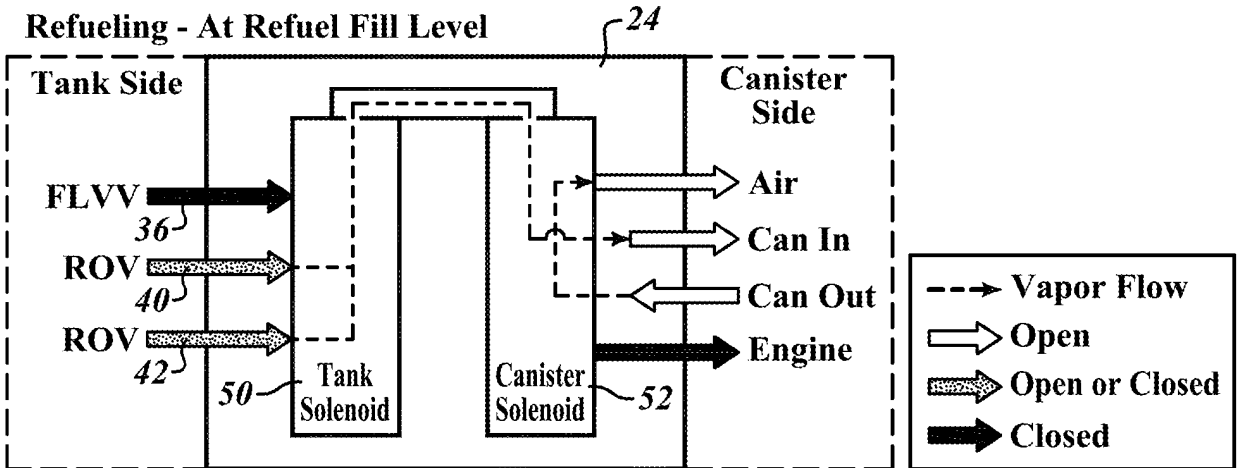 Refueling - At Refuel Fill Level
24
Tank Side
Canister
Side
FLVV
36
ROV
40
ROV
42
50
Tank
Solenoid
Canister
Solenoid
52
Air
Can In
Can Out
Engine
Vapor Flow
Open
Open or Closed
Closed